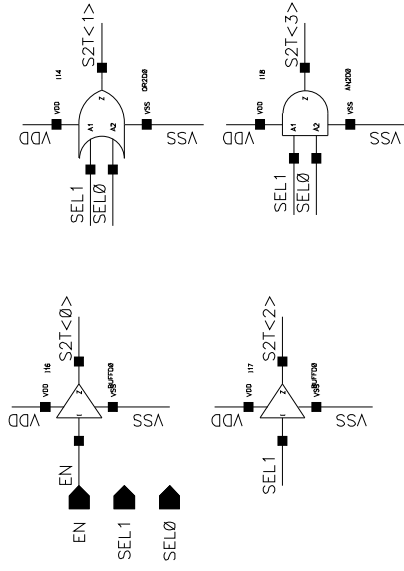 I14
VDD
VDD
SEL1
SEL0
A1
A2
Z
S2T<1>
OR2D0
VSS
VSS
I18
VDD
VDD
SEL1
SEL0
A1
A2
Z
S2T<3>
AN2D0
VSS
VSS
I16
VDD
VDD
EN
I
Z
S2T<0>
BUFFD0
VSS
VSS
I17
VDD
VDD
SEL1
I
Z
S2T<2>
BUFFD0
VSS
VSS
EN
SEL1
SEL0